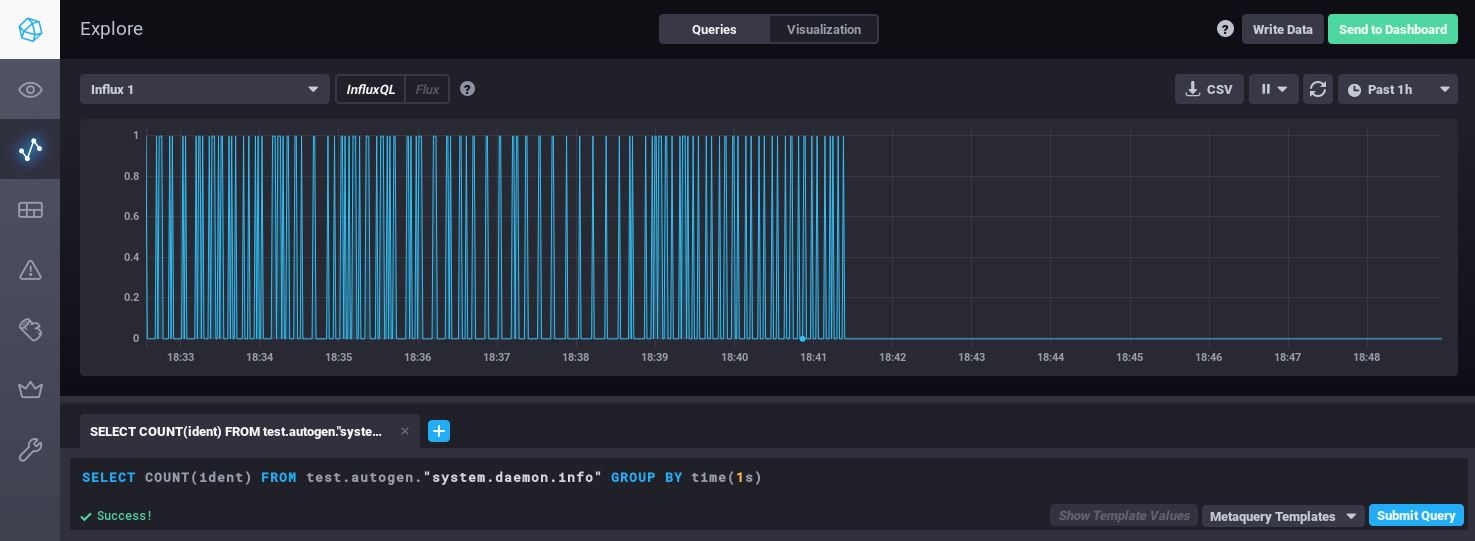 Explore
Queries
Visualization
?
Write Data
Send to Dashboard
Influx 1
InfluxQL
Flux
?
CSV
Past 1h
1
0.8
0.6
0.4
0.2
0
18:33 18:34 18:35 18:36 18:37 18:38 18:39 18:40 18:41 18:42 18:43 18:44 18:45 18:46 18:47 18:48
SELECT COUNT(ident) FROM test.autogen."syste...
SELECT COUNT(ident) FROM test.autogen."system.daemon.info" GROUP BY time(1s)
Success!
Show Template Values
Metaquery Templates
Submit Query